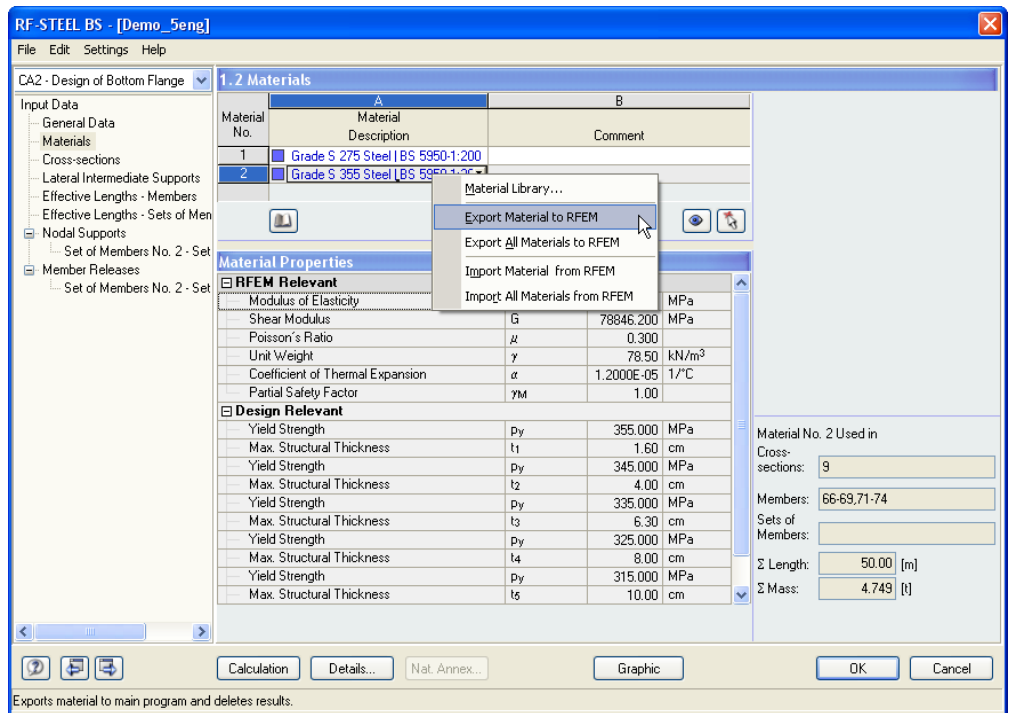 RF-STEEL BS - [Demo_5eng]
File Edit Settings Help
CA2 - Design of Bottom Flange
Input Data
General Data
Materials
Cross-sections
Lateral Intermediate Supports
Effective Lengths - Members
Effective Lengths - Sets of Men
Nodal Supports
Set of Members No. 2 - Set
Member Releases
Set of Members No. 2 - Set
1.2 Materials
A B
Material No. Material Description Comment
1 Grade S 275 Steel | BS 5950-1:200
2 Grade S 355 Steel | BS 5950-1:20
Material Library...
Export Material to RFEM
Export All Materials to RFEM
Import Material from RFEM
Import All Materials from RFEM
Material Properties
RFEM Relevant
Modulus of Elasticity MPa
Shear Modulus G 78846.200 MPa
Poisson´s Ratio μ 0.300
Unit Weight γ 78.50 kN/m³
Coefficient of Thermal Expansion α 1.2000E-05 1/°C
Partial Safety Factor γM 1.00
Design Relevant
Yield Strength py 355.000 MPa
Max. Structural Thickness t1 1.60 cm
Yield Strength py 345.000 MPa
Max. Structural Thickness t2 4.00 cm
Yield Strength py 335.000 MPa
Max. Structural Thickness t3 6.30 cm
Yield Strength py 325.000 MPa
Max. Structural Thickness t4 8.00 cm
Yield Strength py 315.000 MPa
Max. Structural Thickness t5 10.00 cm
Material No. 2 Used in
Cross-sections: 9
Members: 66-69,71-74
Sets of Members:
Σ Length: 50.00 [m]
Σ Mass: 4.749 [t]
Calculation Details... Nat. Annex... Graphic OK Cancel
Exports material to main program and deletes results.